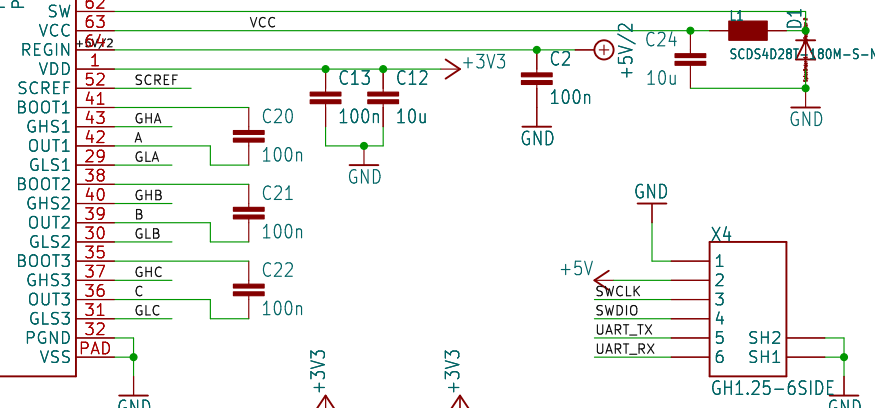 SW 62
VCC 63 VCC
REGIN 64 +5V/2
VDD 1 +3V3
SCREF 52 SCREF
BOOT1 41
GHS1 43 GHA
OUT1 42 A
GLS1 29 GLA
BOOT2 38
GHS2 40 GHB
OUT2 39 B
GLS2 30 GLB
BOOT3 35
GHS3 37 GHC
OUT3 36 C
GLS3 31 GLC
PGND 32
VSS PAD
GND
C20
100n
C21
100n
C22
100n
C13
100n
C12
10u
GND
C2
100n
GND
+5V/2
C24
10u
L1
D1
GND
+3V3
+3V3
GND
X4
1
+5V 2
SWCLK 3
SWDIO 4
UART_TX 5 SH2
UART_RX 6 SH1
GH1.25-6SIDE
GND